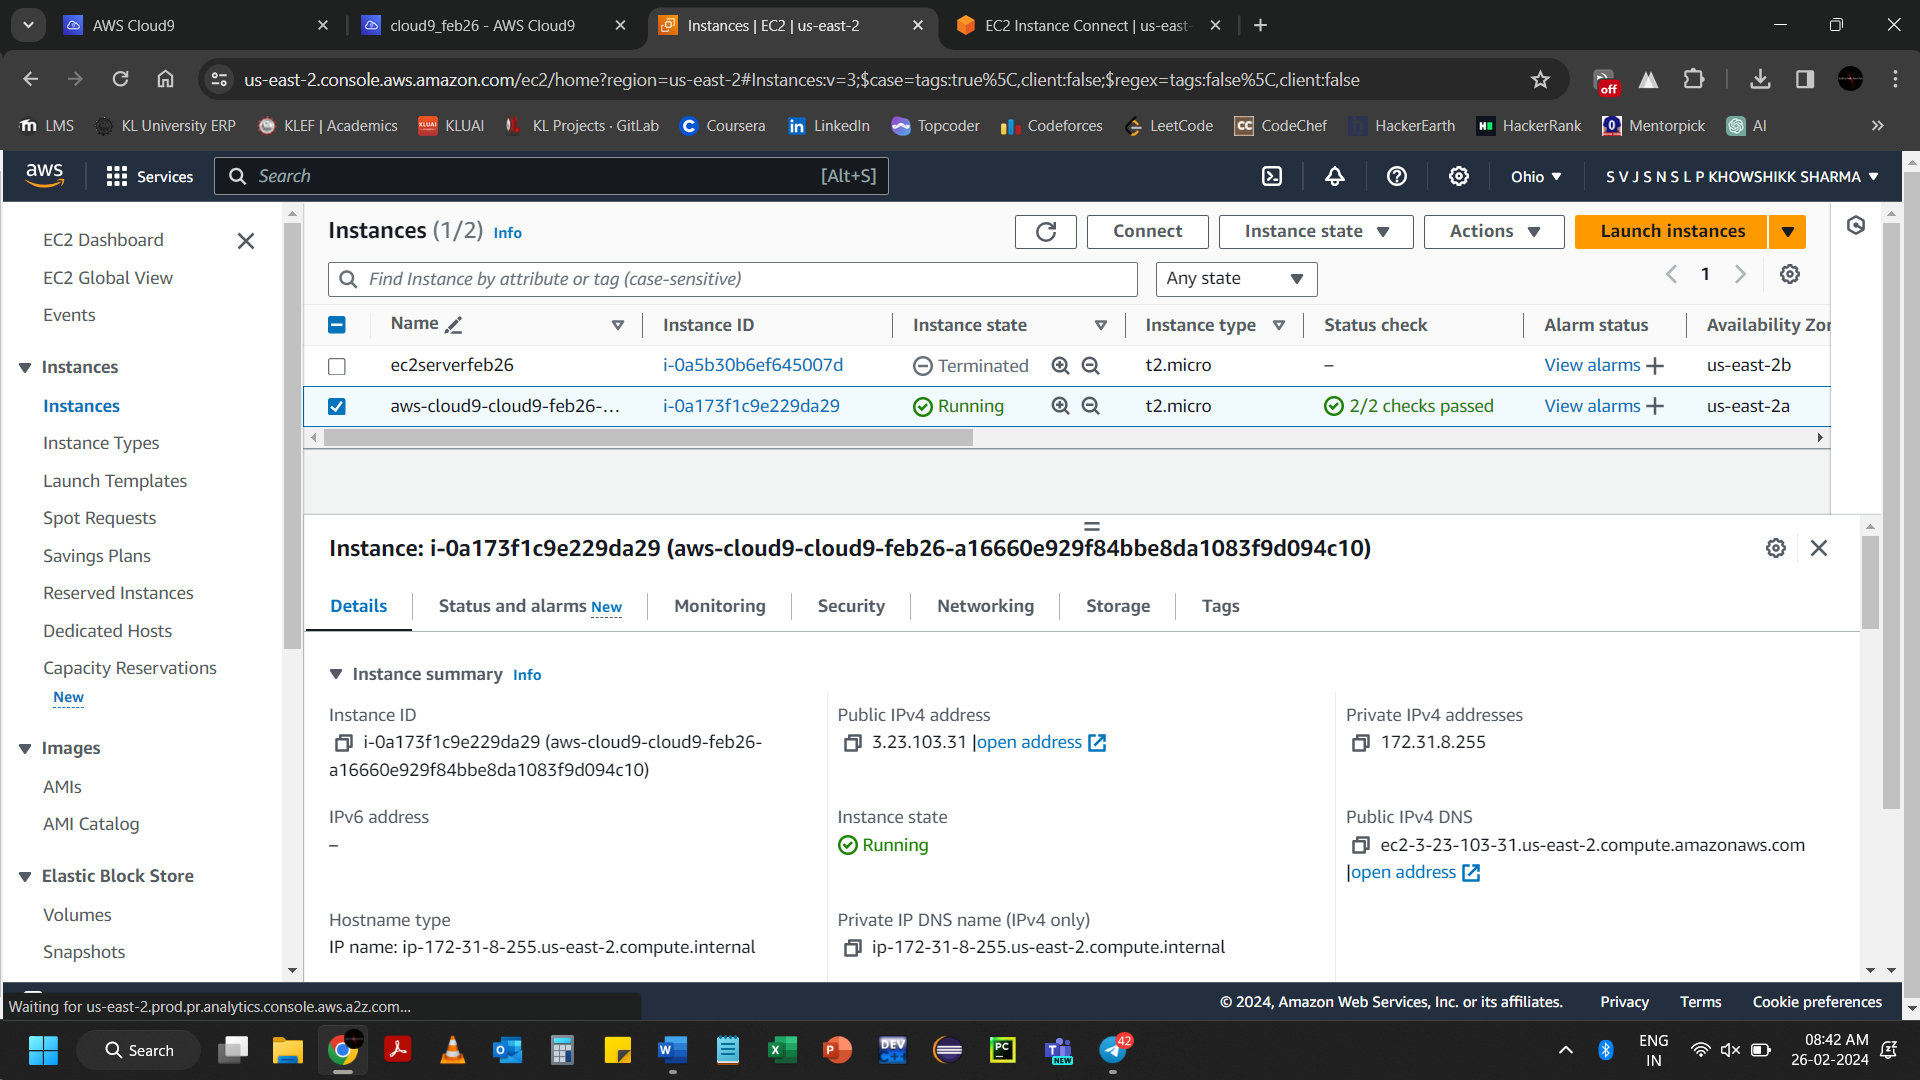 AWS Cloud9
cloud9_feb26 - AWS Cloud9
Instances | EC2 | us-east-2
EC2 Instance Connect | us-east-
us-east-2.console.aws.amazon.com/ec2/home?region=us-east-2#Instances:v=3;$case=tags:true%5C,client:false;$regex=tags:false%5C,client:false
off
LMS
KL University ERP
KLEF | Academics
KLUAI
KL Projects · GitLab
Coursera
LinkedIn
Topcoder
Codeforces
LeetCode
CodeChef
HackerEarth
HackerRank
Mentorpick
AI
aws
Services
Search
[Alt+S]
Ohio
S V J S N S L P KHOWSHIKK SHARMA
EC2 Dashboard
EC2 Global View
Events
Instances
Instances
Instance Types
Launch Templates
Spot Requests
Savings Plans
Reserved Instances
Dedicated Hosts
Capacity Reservations
New
Images
AMIs
AMI Catalog
Elastic Block Store
Volumes
Snapshots
Instances (1/2) Info
Connect
Instance state
Actions
Launch instances
Find Instance by attribute or tag (case-sensitive)
Any state
1
Name Instance ID Instance state Instance type Status check Alarm status Availability Zon
ec2serverfeb26 i-0a5b30b6ef645007d Terminated t2.micro – View alarms us-east-2b
aws-cloud9-cloud9-feb26-... i-0a173f1c9e229da29 Running t2.micro 2/2 checks passed View alarms us-east-2a
Instance: i-0a173f1c9e229da29 (aws-cloud9-cloud9-feb26-a16660e929f84bbe8da1083f9d094c10)
Details
Status and alarms New
Monitoring
Security
Networking
Storage
Tags
Instance summary Info
Instance ID
i-0a173f1c9e229da29 (aws-cloud9-cloud9-feb26-
a16660e929f84bbe8da1083f9d094c10)
Public IPv4 address
3.23.103.31 |open address
Private IPv4 addresses
172.31.8.255
IPv6 address
–
Instance state
Running
Public IPv4 DNS
ec2-3-23-103-31.us-east-2.compute.amazonaws.com
|open address
Hostname type
IP name: ip-172-31-8-255.us-east-2.compute.internal
Private IP DNS name (IPv4 only)
ip-172-31-8-255.us-east-2.compute.internal
Waiting for us-east-2.prod.pr.analytics.console.aws.a2z.com...
© 2024, Amazon Web Services, Inc. or its affiliates.
Privacy
Terms
Cookie preferences
Search
DEV
PC
NEW
42
ENG
IN
08:42 AM
26-02-2024